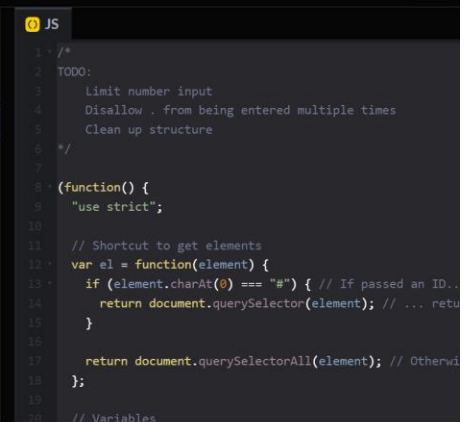 JS
1 /*
2 TODO:
3 Limit number input
4 Disallow . from being entered multiple times
5 Clean up structure
6 */
7
8 (function() {
9 "use strict";
10
11 // Shortcut to get elements
12 var el = function(element) {
13 if (element.charAt(0) === "#") { // If passed an ID..
14 return document.querySelector(element); // ... retu
15 }
16
17 return document.querySelectorAll(element); // Otherwi
18 };
19
20 // Variables